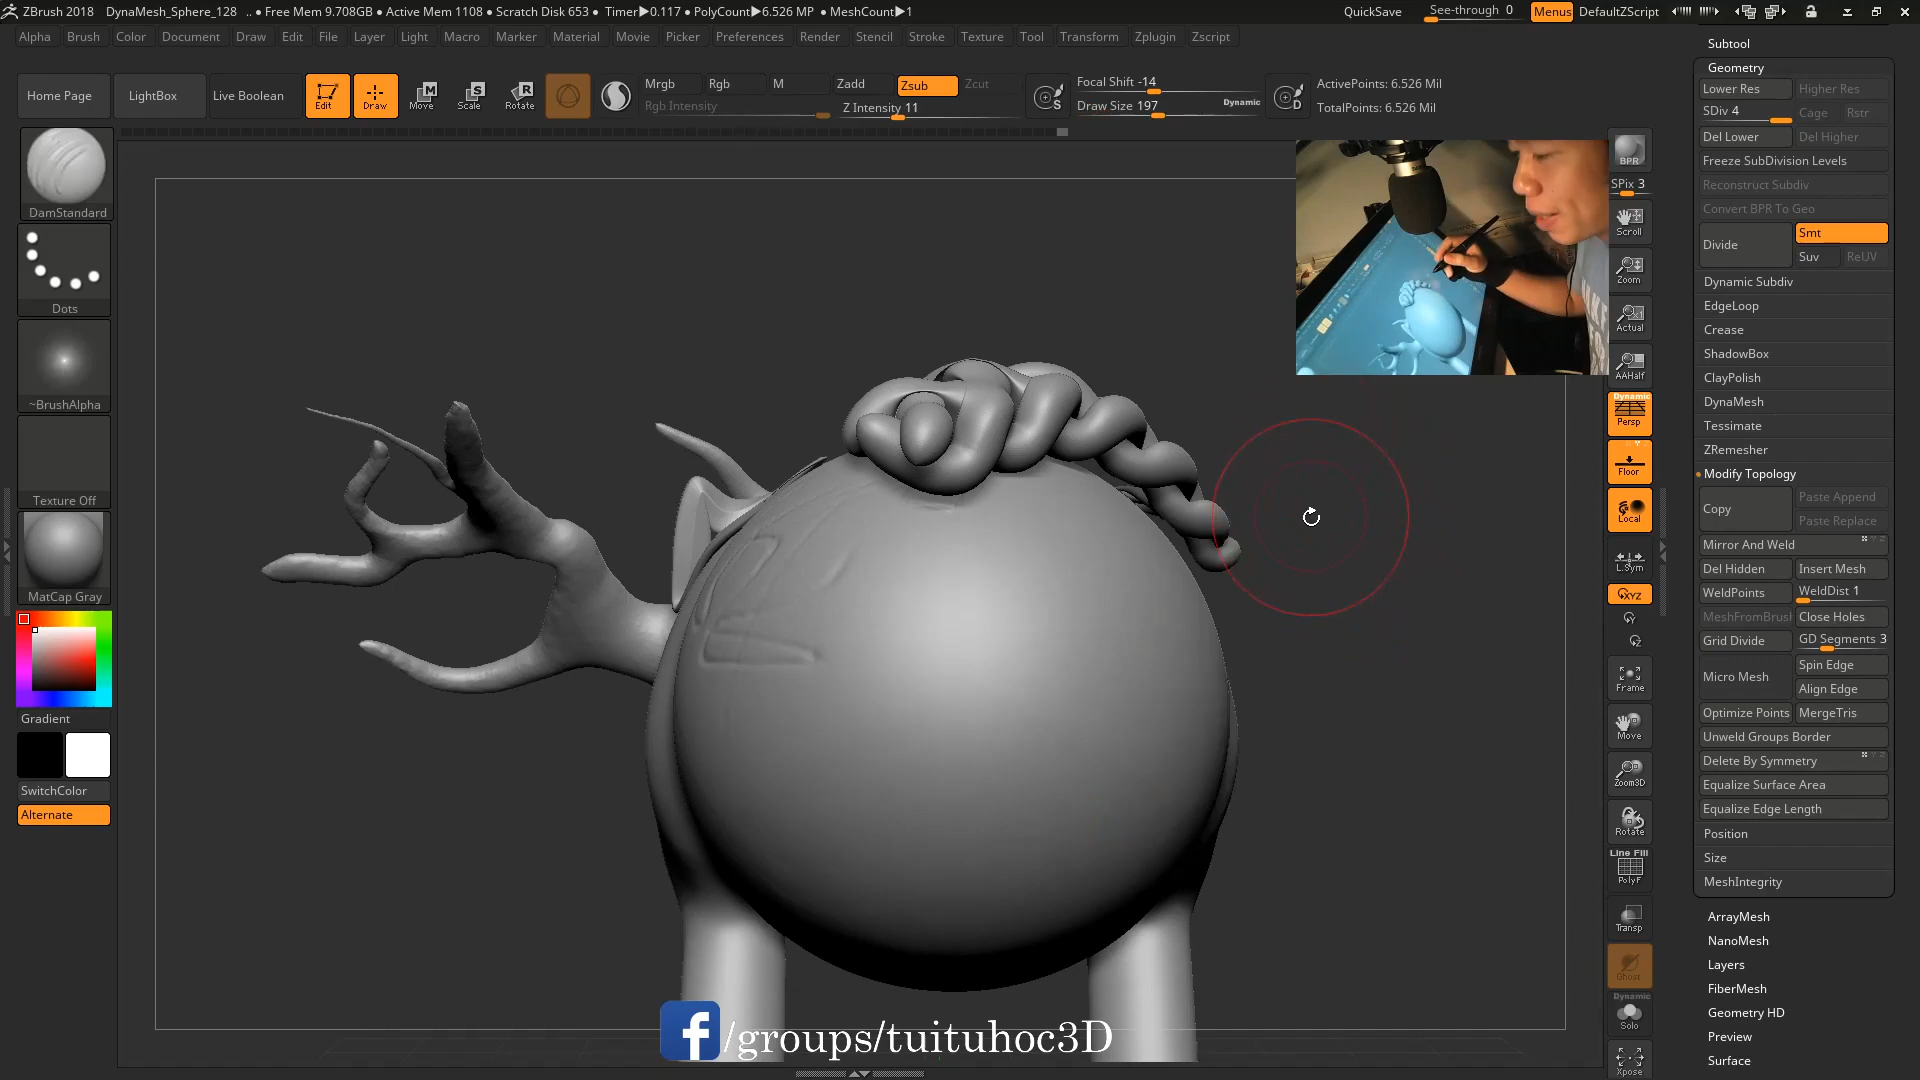 ZBrush 2018 DynaMesh_Sphere_128 .. • Free Mem 9.708GB • Active Mem 1108 • Scratch Disk 653 • Timer▶0.117 • PolyCount▶6.526 MP • MeshCount▶1 QuickSave See-through 0 Menus DefaultZScript
Alpha Brush Color Document Draw Edit File Layer Light Macro Marker Material Movie Picker Preferences Render Stencil Stroke Texture Tool Transform Zplugin Zscript
Home Page LightBox Live Boolean Edit Draw Move Scale Rotate
Mrgb Rgb M Zadd Zsub Zcut
Rgb Intensity Z Intensity 11
Focal Shift -14
Draw Size 197 Dynamic
ActivePoints: 6.526 Mil
TotalPoints: 6.526 Mil
DamStandard
Dots
~BrushAlpha
Texture Off
MatCap Gray
Gradient
SwitchColor
Alternate
/groups/tuituhoc3D
BPR
SPix 3
Scroll
Zoom
Actual
AAHalf
Dynamic
Persp
Floor
Local
L.Sym
XYZ
Frame
Move
Zoom3D
Rotate
Line Fill
PolyF
Transp
Ghost
Dynamic
Solo
Xpose
Subtool
Geometry
Lower Res Higher Res
SDiv 4 Cage Rstr
Del Lower Del Higher
Freeze SubDivision Levels
Reconstruct Subdiv
Convert BPR To Geo
Divide Smt
Suv ReUV
Dynamic Subdiv
EdgeLoop
Crease
ShadowBox
ClayPolish
DynaMesh
Tessimate
ZRemesher
Modify Topology
Copy Paste Append
Paste Replace
Mirror And Weld
Del Hidden Insert Mesh
WeldPoints WeldDist 1
MeshFromBrush Close Holes
Grid Divide GD Segments 3
Micro Mesh Spin Edge
Align Edge
Optimize Points MergeTris
Unweld Groups Border
Delete By Symmetry
Equalize Surface Area
Equalize Edge Length
Position
Size
MeshIntegrity
ArrayMesh
NanoMesh
Layers
FiberMesh
Geometry HD
Preview
Surface